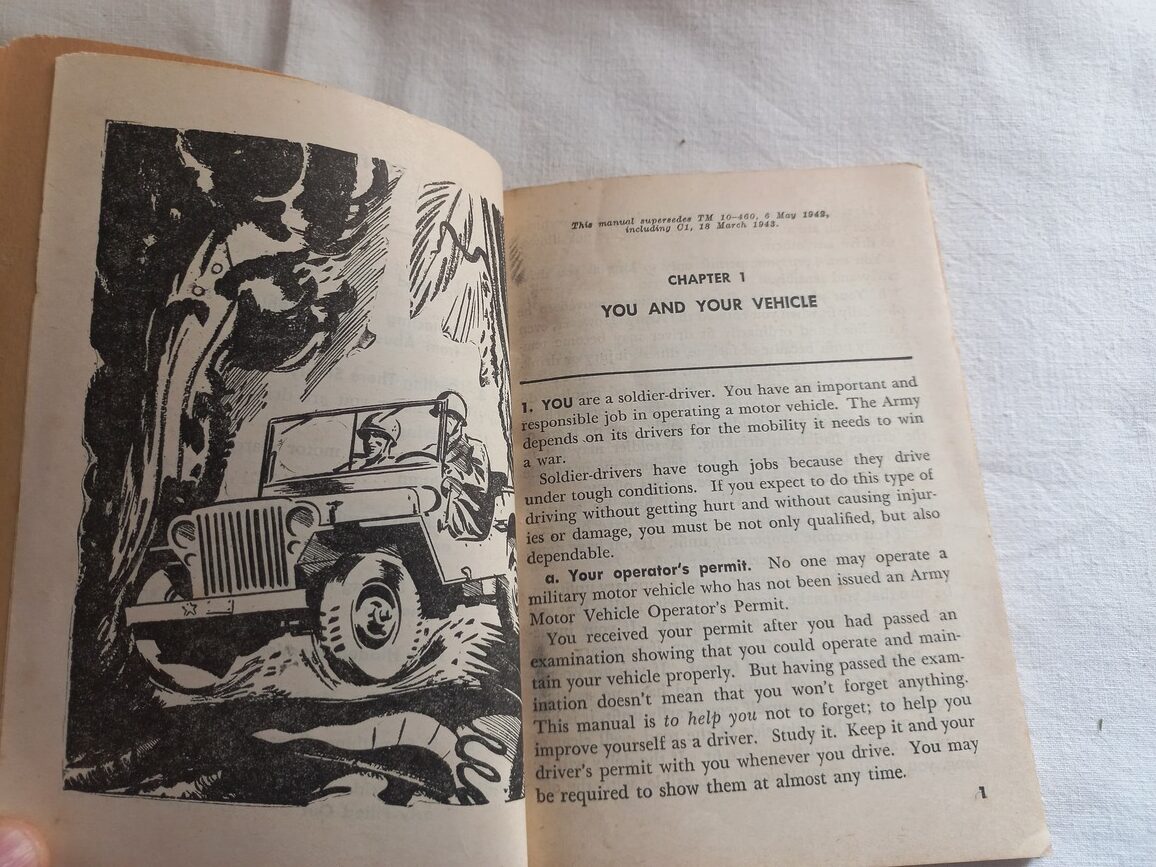 This manual supersedes TM 10-460, 6 May 1942,
including C1, 18 March 1943.
CHAPTER 1
YOU AND YOUR VEHICLE
1. YOU are a soldier-driver. You have an important and
responsible job in operating a motor vehicle. The Army
depends on its drivers for the mobility it needs to win
a war.
Soldier-drivers have tough jobs because they drive
under tough conditions. If you expect to do this type of
driving without getting hurt and without causing injur-
ies or damage, you must be not only qualified, but also
dependable.
a. Your operator's permit. No one may operate a
military motor vehicle who has not been issued an Army
Motor Vehicle Operator's Permit.
You received your permit after you had passed an
examination showing that you could operate and main-
tain your vehicle properly. But having passed the exam-
ination doesn't mean that you won't forget anything.
This manual is to help you not to forget; to help you
improve yourself as a driver. Study it. Keep it and your
driver's permit with you whenever you drive. You may
be required to show them at almost any time.
1